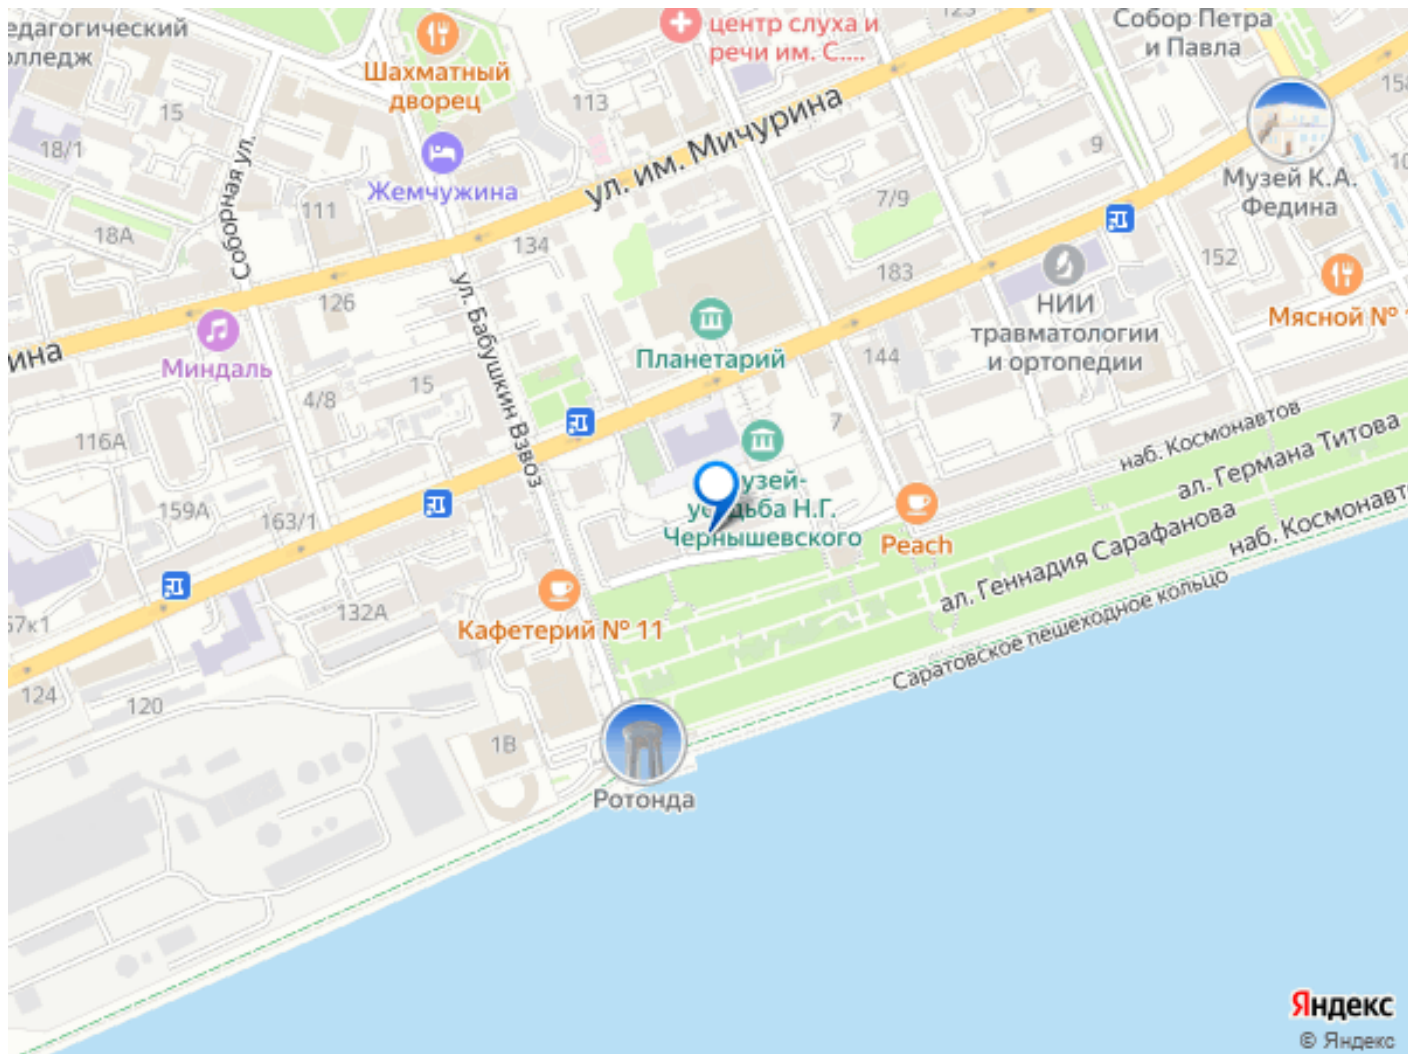 едагогический
олледж
15
18/1
18А
Соборная ул.
111
Шахматный
дворец
Жемчужина
113
центр слуха и
речи им. С....
123
Собор Петра
и Павла
ул. им. Мичурина
9
7/9
183
152
Музей К.А.
Федина
Мясной №
НИИ
травматологии
и ортопедии
134
126
ина
Миндаль
ул. Бабушкин Взвоз
15
4/8
116А
Планетарий
144
7
узей-
усадьба Н.Г.
Чернышевского
Peach
наб. Космонавтов
ал. Германа Титова
ал. Геннадия Сарафанова
наб. Космонавто
Саратовское пешеходное кольцо
159А
163/1
132А
Кафетерий № 11
57к1
124
120
1В
Ротонда
Яндекс
© Яндекс